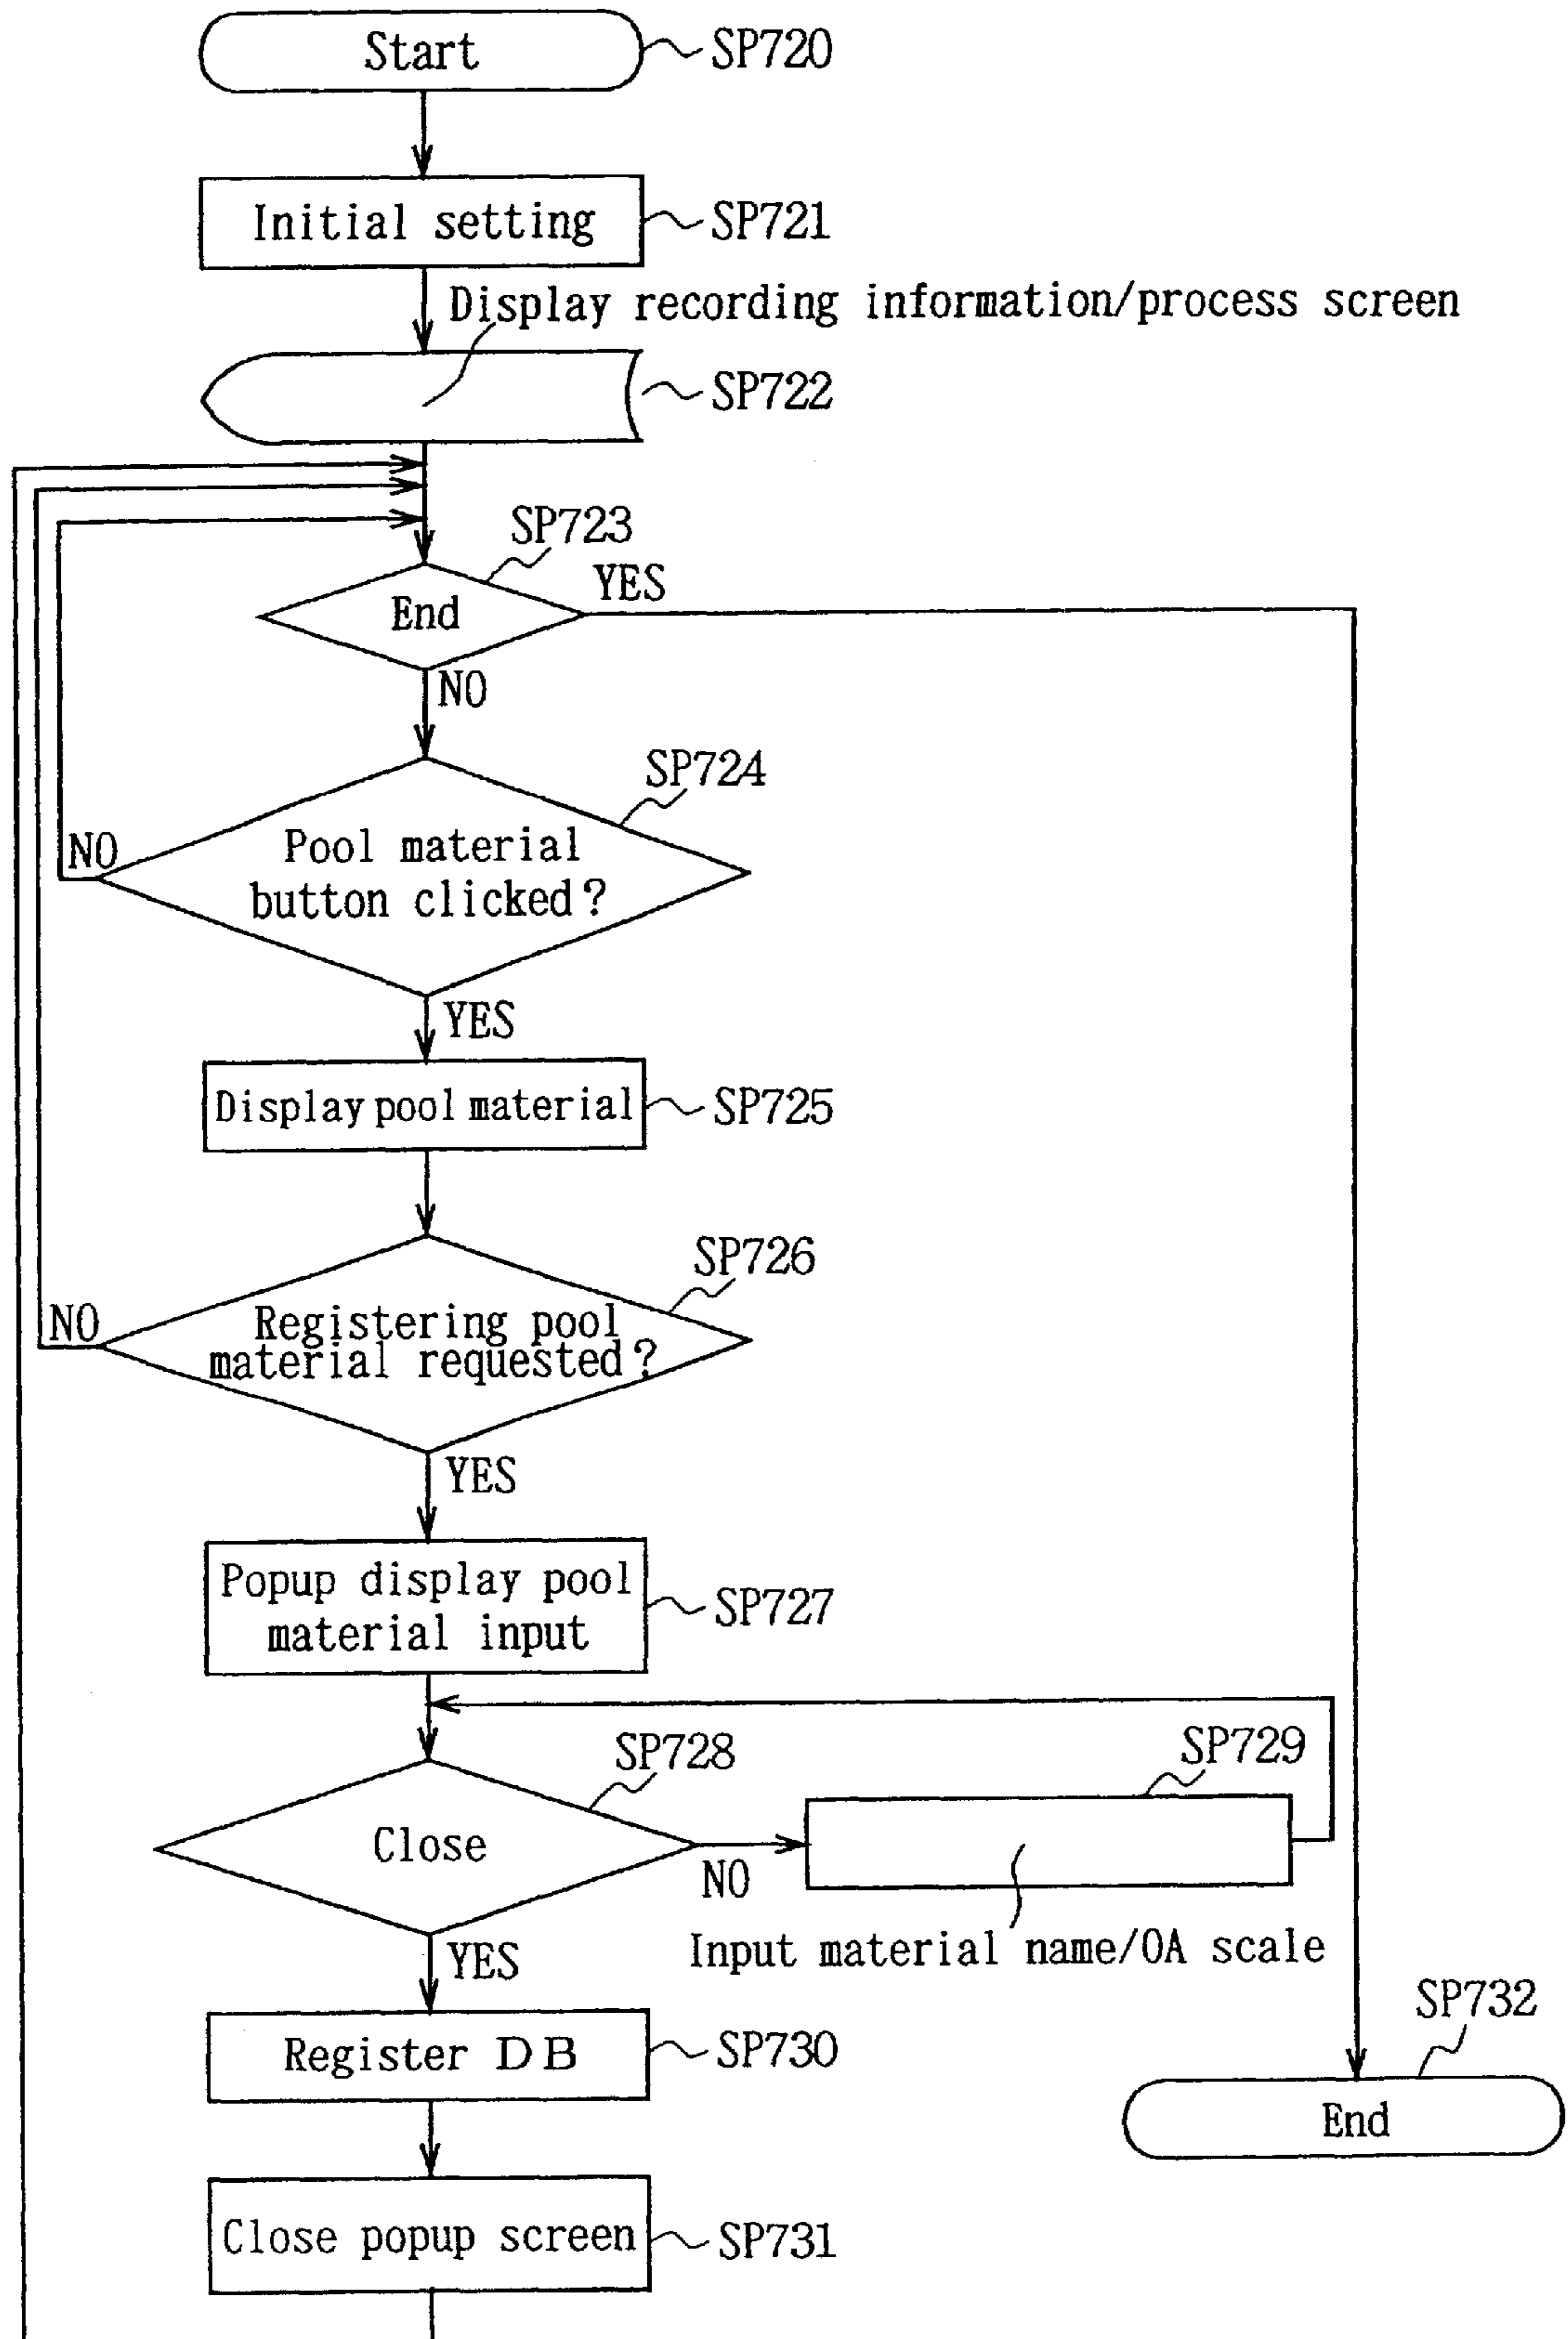 Start
SP720
Initial setting
SP721
Display recording information/process screen
SP722
SP723
End
YES
NO
SP724
Pool material
button clicked?
NO
YES
Display pool material
SP725
SP726
Registering pool
material requested?
NO
YES
Popup display pool
material input
SP727
SP728
SP729
Close
NO
Input material name/OA scale
YES
Register DB
SP730
SP732
End
Close popup screen
SP731